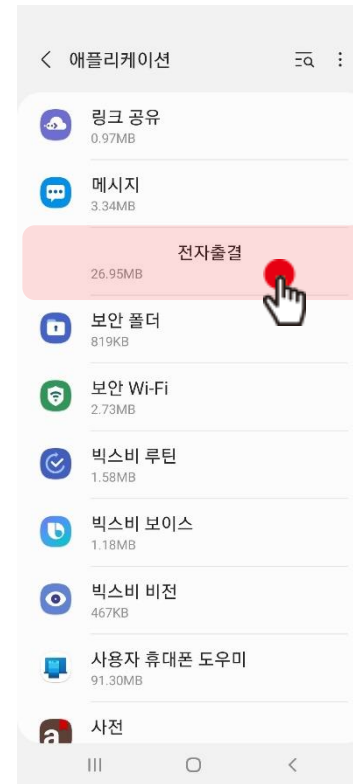 애플리케이션
링크 공유
0.97MB
메시지
3.34MB
전자출결
26.95MB
보안 폴더
819KB
보안 Wi-Fi
2.73MB
빅스비 루틴
1.58MB
빅스비 보이스
1.18MB
빅스비 비전
467KB
사용자 휴대폰 도우미
91.30MB
a
사전